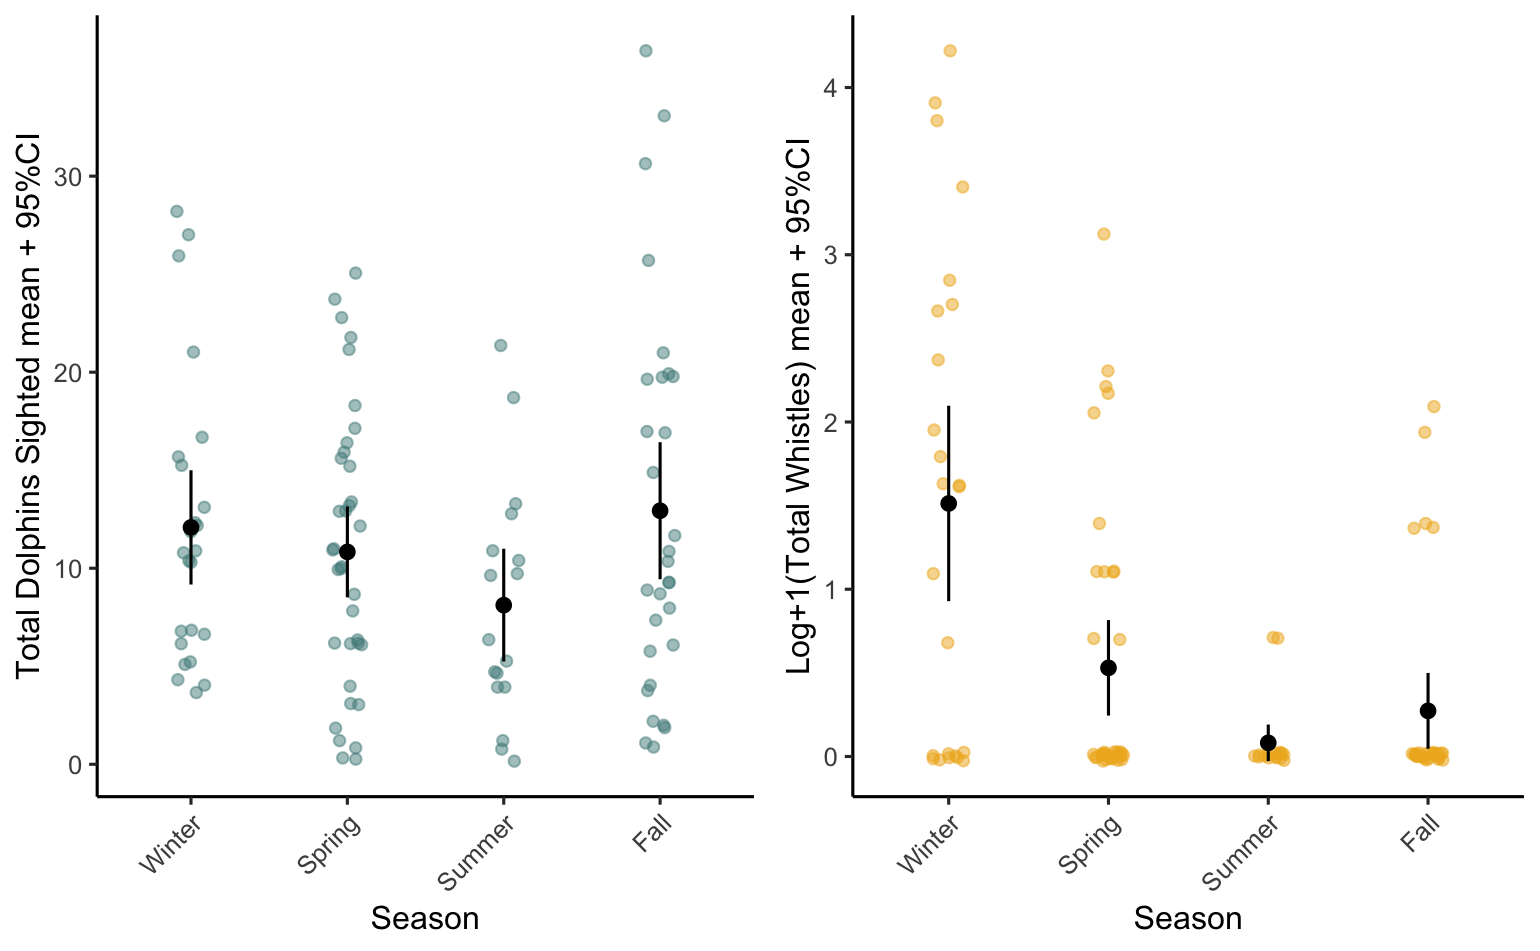 Total Dolphins Sighted mean + 95%CI
30
20
10
0
Winter
Spring
Summer
Fall
Season
Log+1(Total Whistles) mean + 95%CI
4
3
2
1
0
Winter
Spring
Summer
Fall
Season